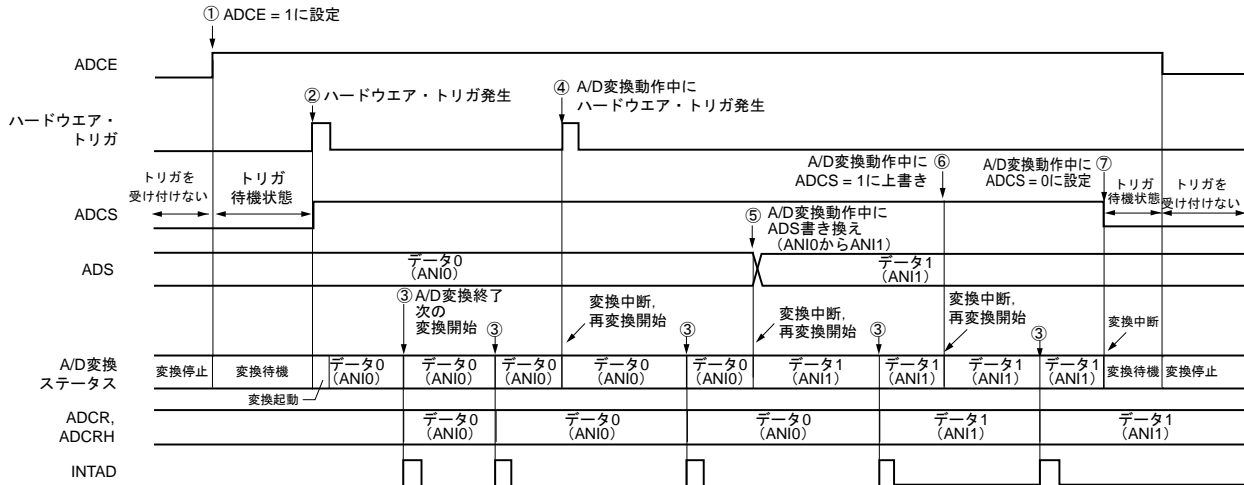 ① ADCE = 1に設定
ADCE
② ハードウエア・トリガ発生
④ A/D変換動作中に
ハードウエア・トリガ発生
ハードウエア・
トリガ
トリガを
受け付けない
トリガ
待機状態
A/D変換動作中に ⑥
ADCS = 1に上書き
A/D変換動作中に ⑦
ADCS = 0に設定
トリガ
待機状態
トリガを
受け付けない
ADCS
⑤ A/D変換動作中に
ADS書き換え
（ANI0からANI1）
ADS
データ0
（ANI0）
データ1
（ANI1）
③ A/D変換終了
次の
変換開始
③
変換中断,
再変換開始
③
変換中断,
再変換開始
③
変換中断,
再変換開始
③
変換中断
A/D変換
ステータス
変換停止
変換待機
変換起動
データ0
（ANI0）
データ0
（ANI0）
データ0
（ANI0）
データ0
（ANI0）
データ0
（ANI0）
データ1
（ANI1）
データ1
（ANI1）
データ1
（ANI1）
データ1
（ANI1）
変換待機
変換停止
ADCR,
ADCRH
データ0
（ANI0）
データ0
（ANI0）
データ0
（ANI0）
データ1
（ANI1）
データ1
（ANI1）
INTAD